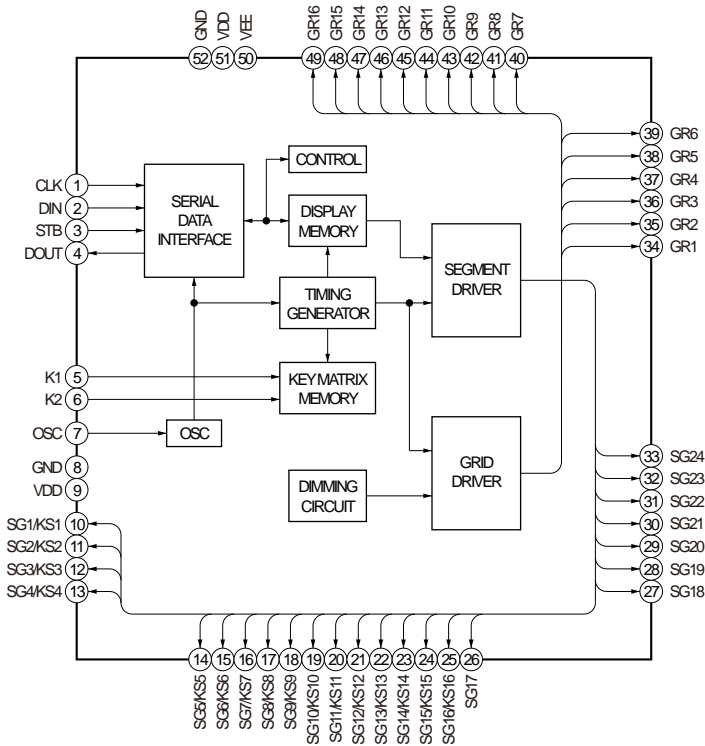 GND
VDD
VEE
GR16
GR15
GR14
GR13
GR12
GR11
GR10
GR9
GR8
GR7
52
51
50
49
48
47
46
45
44
43
42
41
40
39 GR6
38 GR5
37 GR4
36 GR3
35 GR2
34 GR1
CLK 1
DIN 2
STB 3
DOUT 4
SERIAL
DATA
INTERFACE
CONTROL
DISPLAY
MEMORY
TIMING
GENERATOR
SEGMENT
DRIVER
K1 5
K2 6
KEY MATRIX
MEMORY
OSC 7
OSC
GND 8
VDD 9
DIMMING
CIRCUIT
GRID
DRIVER
SG1/KS1 10
SG2/KS2 11
SG3/KS3 12
SG4/KS4 13
33 SG24
32 SG23
31 SG22
30 SG21
29 SG20
28 SG19
27 SG18
14
15
16
17
18
19
20
21
22
23
24
25
26
SG5/KS5
SG6/KS6
SG7/KS7
SG8/KS8
SG9/KS9
SG10/KS10
SG11/KS11
SG12/KS12
SG13/KS13
SG14/KS14
SG15/KS15
SG16/KS16
SG17